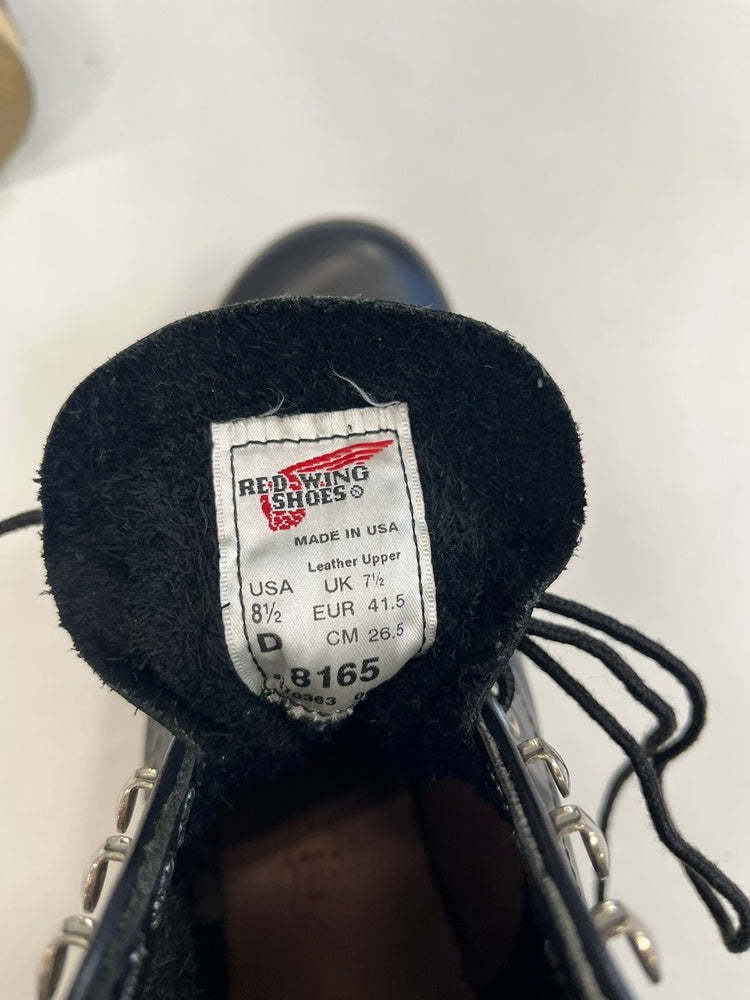 RED WING
SHOES®
MADE IN USA
Leather Upper
USA UK 7½
8½ EUR 41.5
D CM 26.5
8165